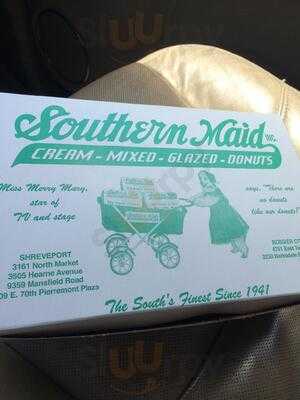 Southern Maid INC.
CREAM - MIXED - GLAZED - DONUTS
Miss Merry Mary,
star of
TV and stage
says, "There are
no donuts
like our donuts!"
SHREVEPORT
3161 North Market
3505 Hearne Avenue
9359 Mansfield Road
09 E. 70th Pierremont Plaza
BOSSIER
The South's Finest Since 1941